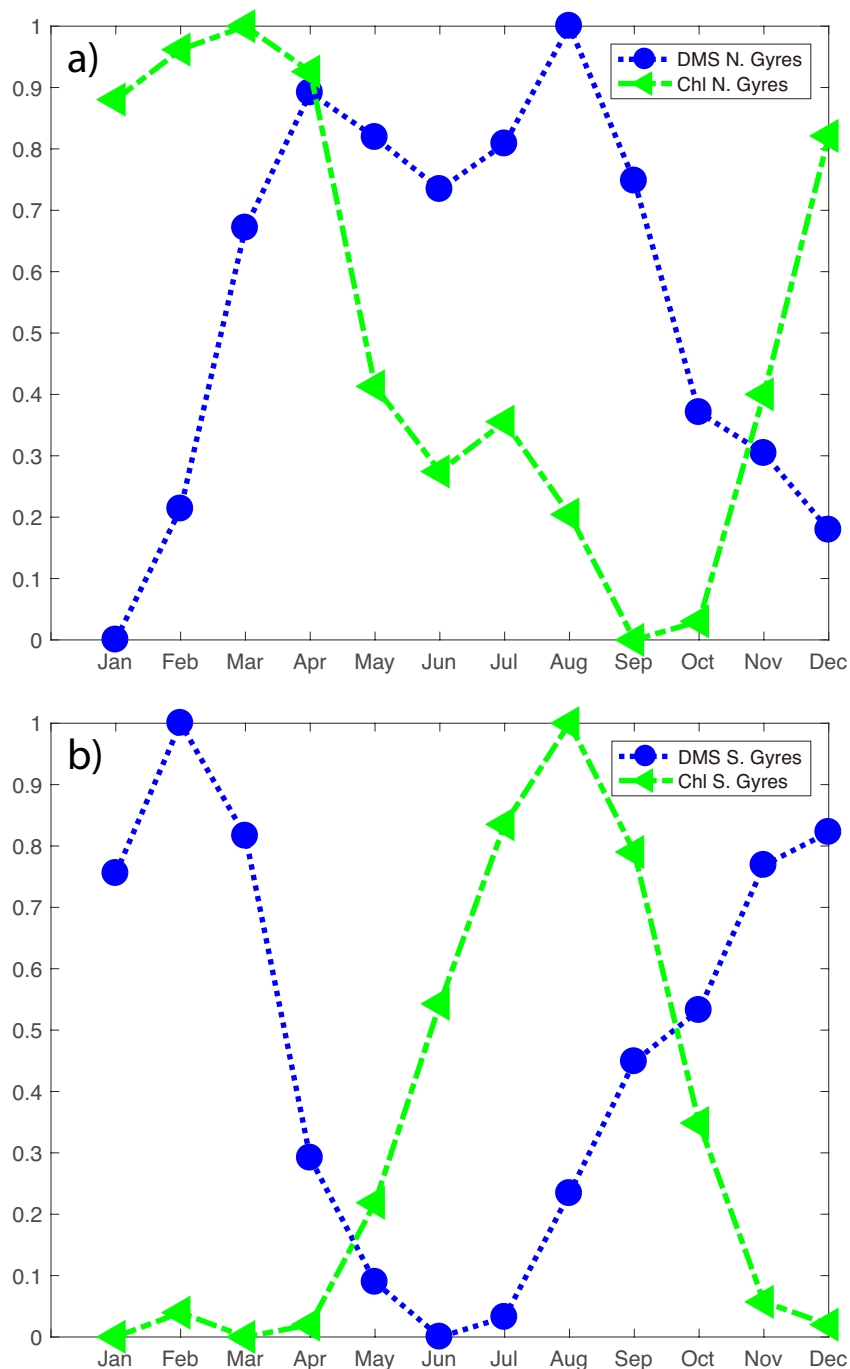 a)
DMS N. Gyres
Chl N. Gyres
1
0.9
0.8
0.7
0.6
0.5
0.4
0.3
0.2
0.1
0
Jan Feb Mar Apr May Jun Jul Aug Sep Oct Nov Dec
b)
DMS S. Gyres
Chl S. Gyres
1
0.9
0.8
0.7
0.6
0.5
0.4
0.3
0.2
0.1
0
Jan Feb Mar Apr May Jun Jul Aug Sep Oct Nov Dec